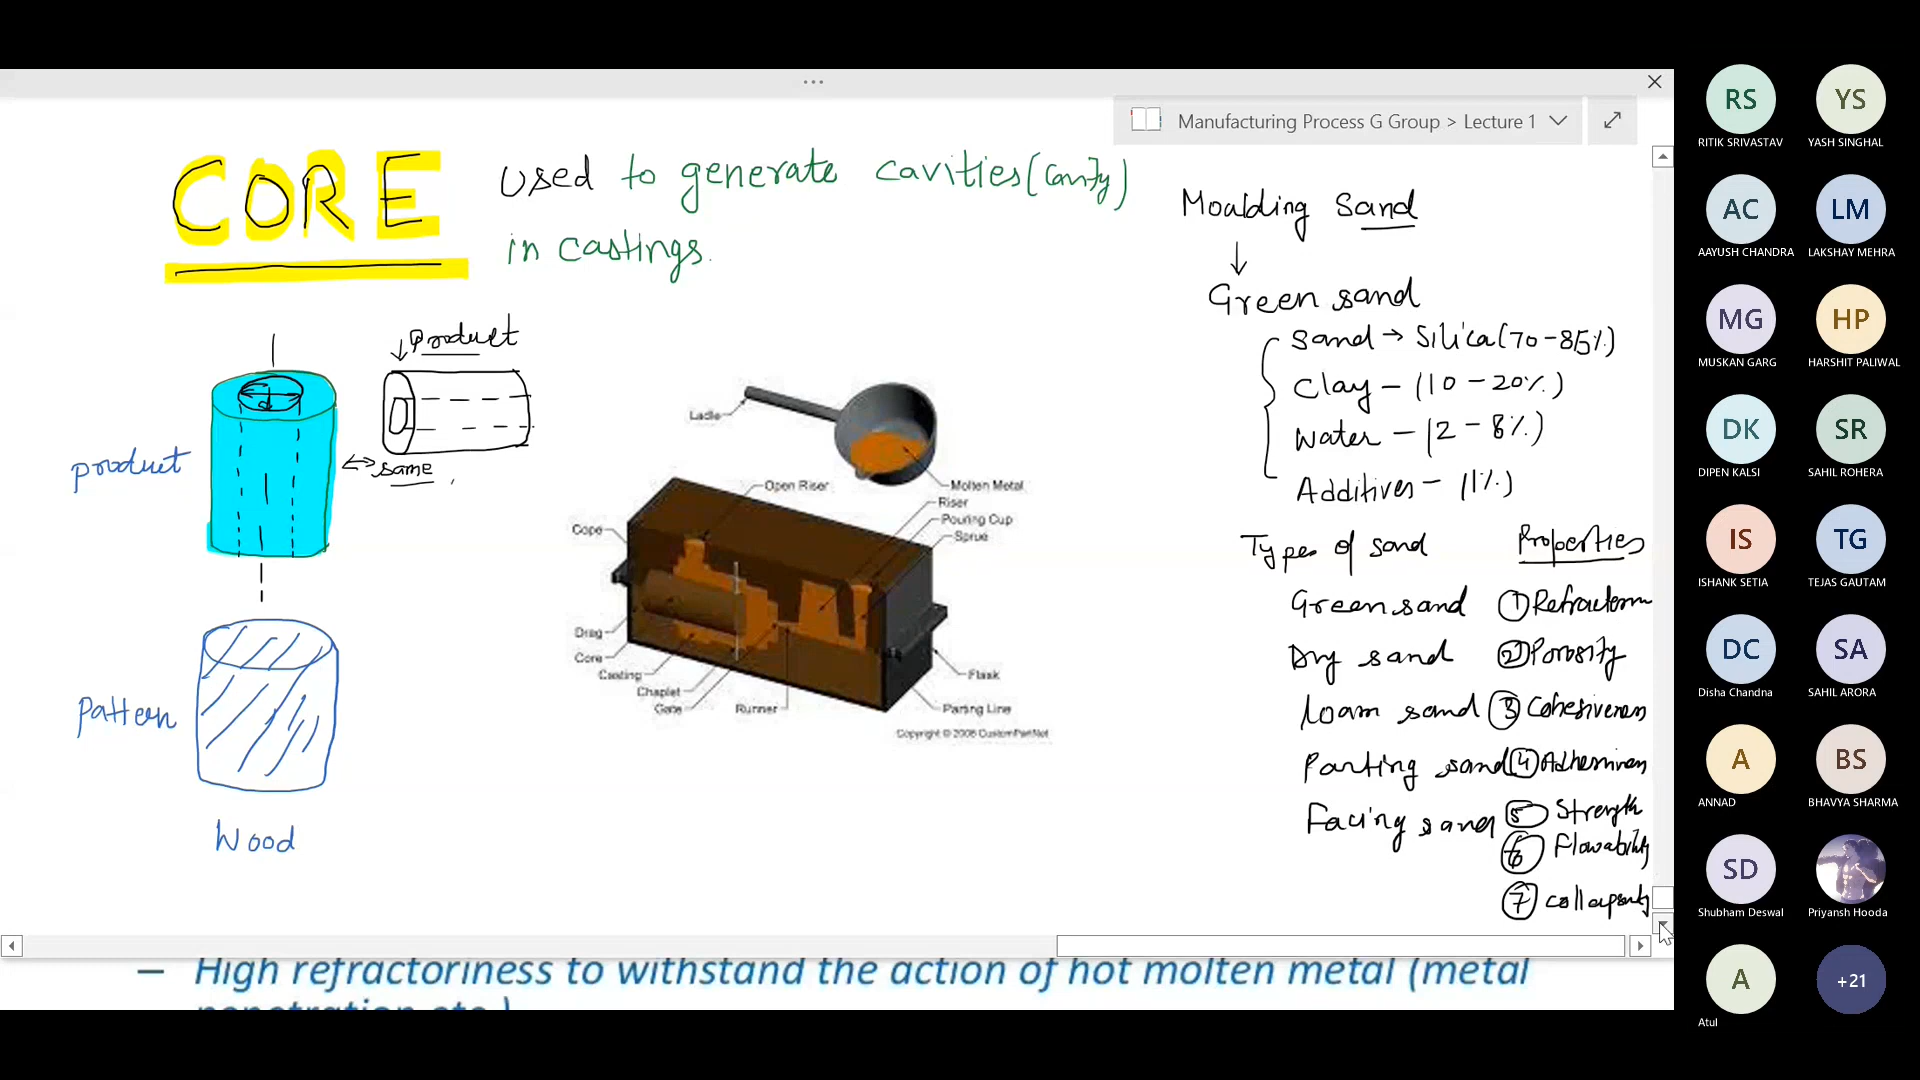 Manufacturing Process G Group > Lecture 1
CORE
used to generate cavities (cavity)
in castings.
product
product
same
pattern
Wood
Ladle
Molten Metal
Open Riser
Riser
Pouring Cup
Sprue
Cope
Drag
Core
Casting
Chaplet
Gate
Runner
Flask
Parting Line
Copyright © 2008 CustomPartNet
Moulding Sand
Green sand
Sand → Silica (70-85%)
Clay - (10 - 20%)
Water - (2 - 8%)
Additives - (1%)
Types of sand
Green sand
Dry sand
Loam sand
Parting sand
Facing sand
Properties
1
2 Porosity
3 Cohesiveness
4 Adhesiveness
5 Strength
6 Flowability
7
– High refractoriness to withstand the action of hot molten metal (metal
penetration etc.)
RS
RITIK SRIVASTAV
YS
YASH SINGHAL
AC
AAYUSH CHANDRA
LM
LAKSHAY MEHRA
MG
MUSKAN GARG
HP
HARSHIT PALIWAL
DK
DIPEN KALSI
SR
SAHIL ROHERA
IS
ISHANK SETIA
TG
TEJAS GAUTAM
DC
Disha Chandna
SA
SAHIL ARORA
A
ANNAD
BS
BHAVYA SHARMA
SD
Shubham Deswal
Priyansh Hooda
A
Atul
+21